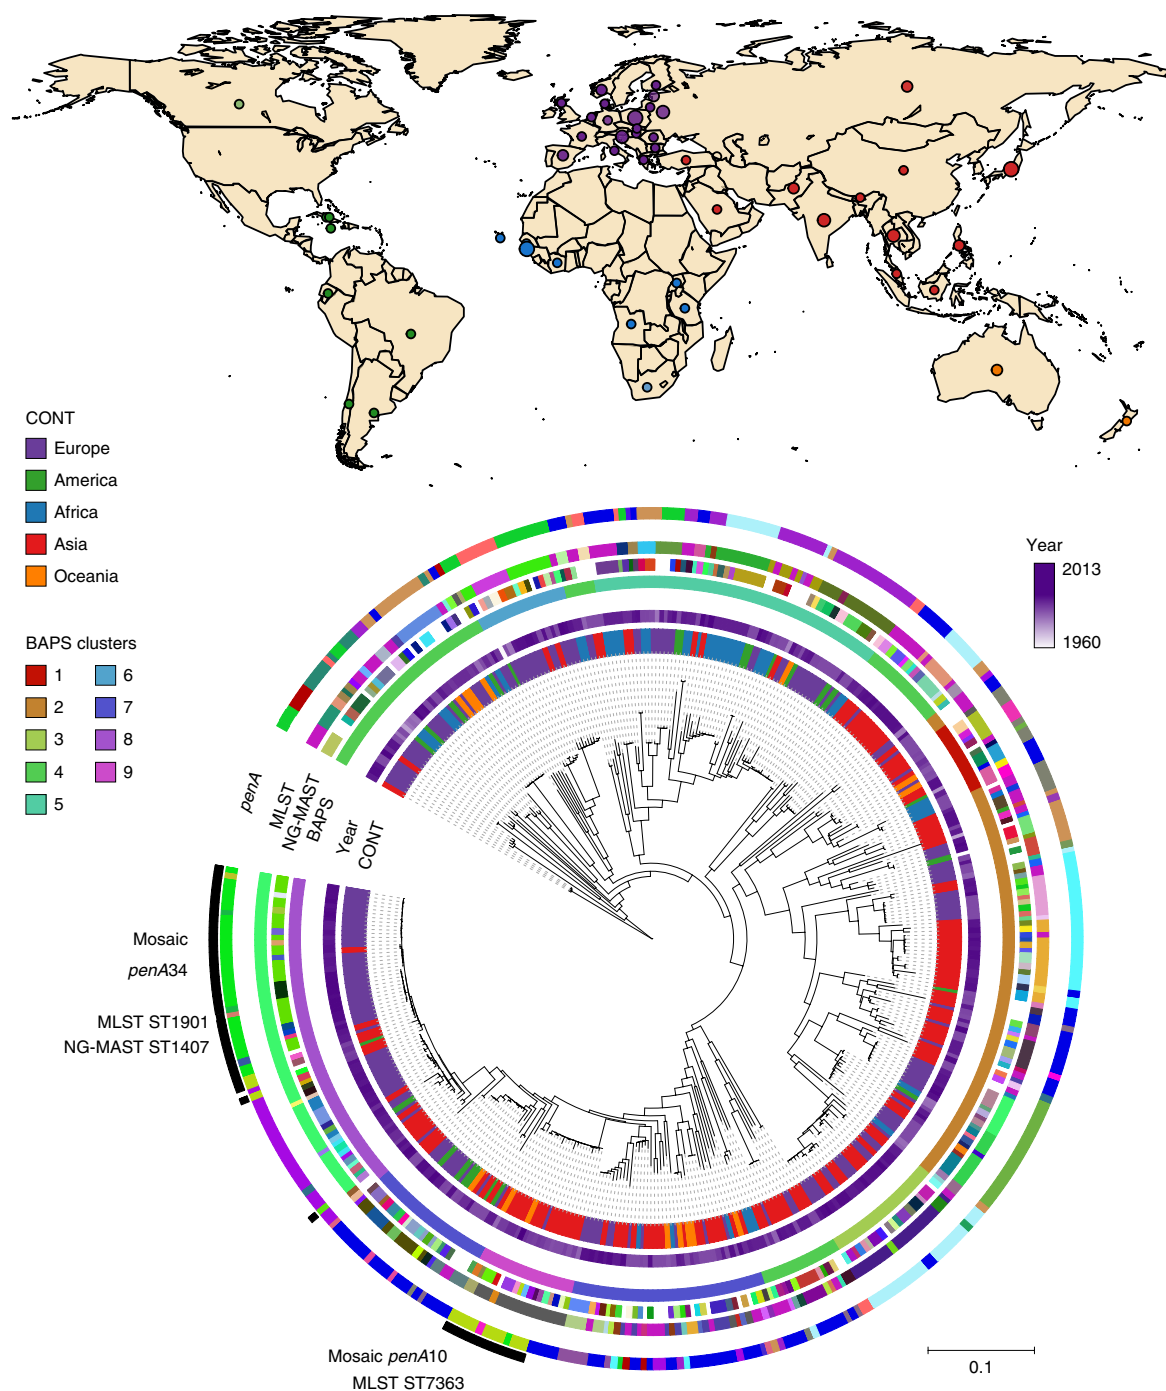 CONT
Europe
America
Africa
Asia
Oceania
Year
2013
1960
BAPS clusters
1
6
2
7
3
8
4
9
5
penA
MLST
NG-MAST
BAPS
Year
CONT
Mosaic
penA34
MLST ST1901
NG-MAST ST1407
Mosaic penA10
MLST ST7363
0.1